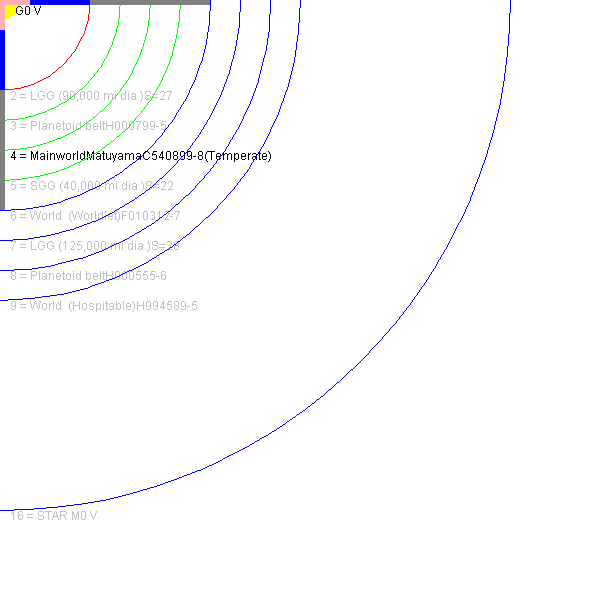 G0 V
2 = LGG (90,000 mi dia.)S=27
3 = Planetoid beltH000799-5
4 = MainworldMatuyamaC540899-8(Temperate)
5 = SGG (40,000 mi dia.)S=22
6 = World  (Worldlet)F010312-7
7 = LGG (125,000 mi dia.)S=28
8 = Planetoid beltH000555-6
9 = World  (Hospitable)H994589-5
16 = STAR M0 V